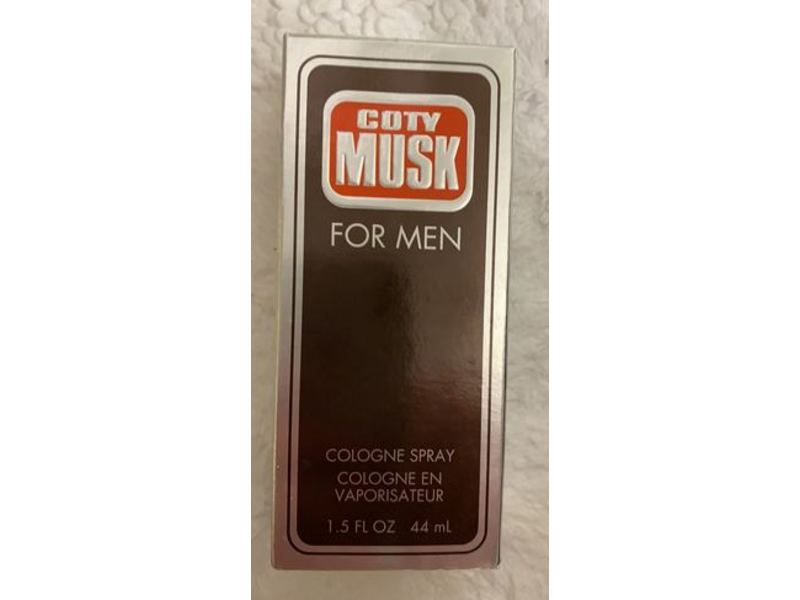 COTY
MUSK
FOR MEN
COLOGNE SPRAY
COLOGNE EN
VAPORISATEUR
1.5 FL OZ 44 mL